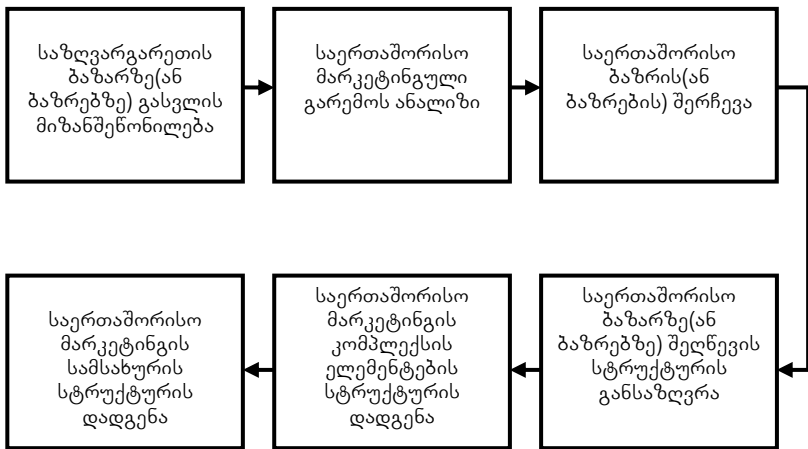 საზღვარგარეთის
ბაზარზე(ან
ბაზრებზე) გასვლის
მიზანშეწონილება
საერთაშორისო
მარკეტინგული
გარემოს ანალიზი
საერთაშორისო
ბაზრის(ან
ბაზრების) შერჩევა
საერთაშორისო
ბაზარზე(ან
ბაზრებზე) შეღწევის
სტრუქტურის
განსაზღვრა
საერთაშორისო
მარკეტინგის
კომპლექსის
ელემენტების
სტრუქტურის
დადგენა
საერთაშორისო
მარკეტინგის
სამსახურის
სტრუქტურის
დადგენა